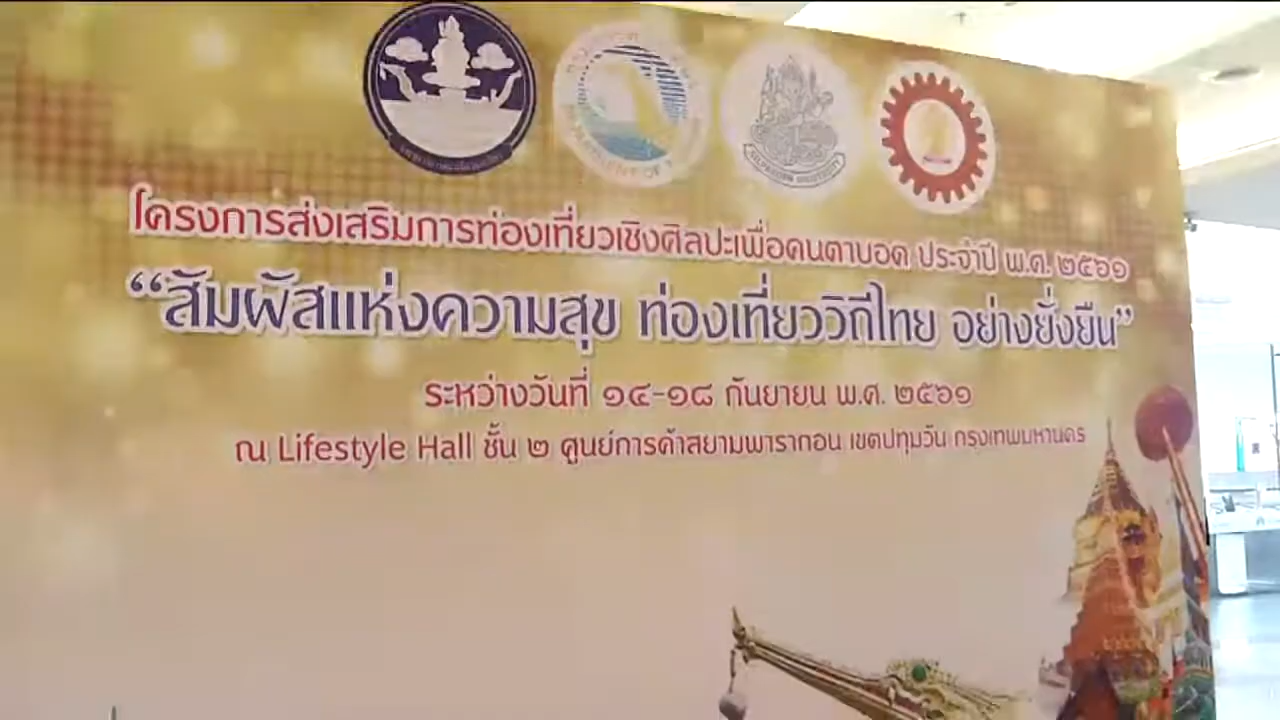 DEPARTMENT OF
SILPAKORN UNIVERSITY
โครงการส่งเสริมการท่องเที่ยวเชิงศิลปะเพื่อคนตาบอด ประจำปี พ.ศ. ๒๕๖๑
“สัมผัสแห่งความสุข ท่องเที่ยววิถีไทย อย่างยั่งยืน”
ระหว่างวันที่ ๑๔-๑๘ กันยายน พ.ศ. ๒๕๖๑
ณ Lifestyle Hall ชั้น ๒ ศูนย์การค้าสยามพารากอน เขตปทุมวัน กรุงเทพมหานคร